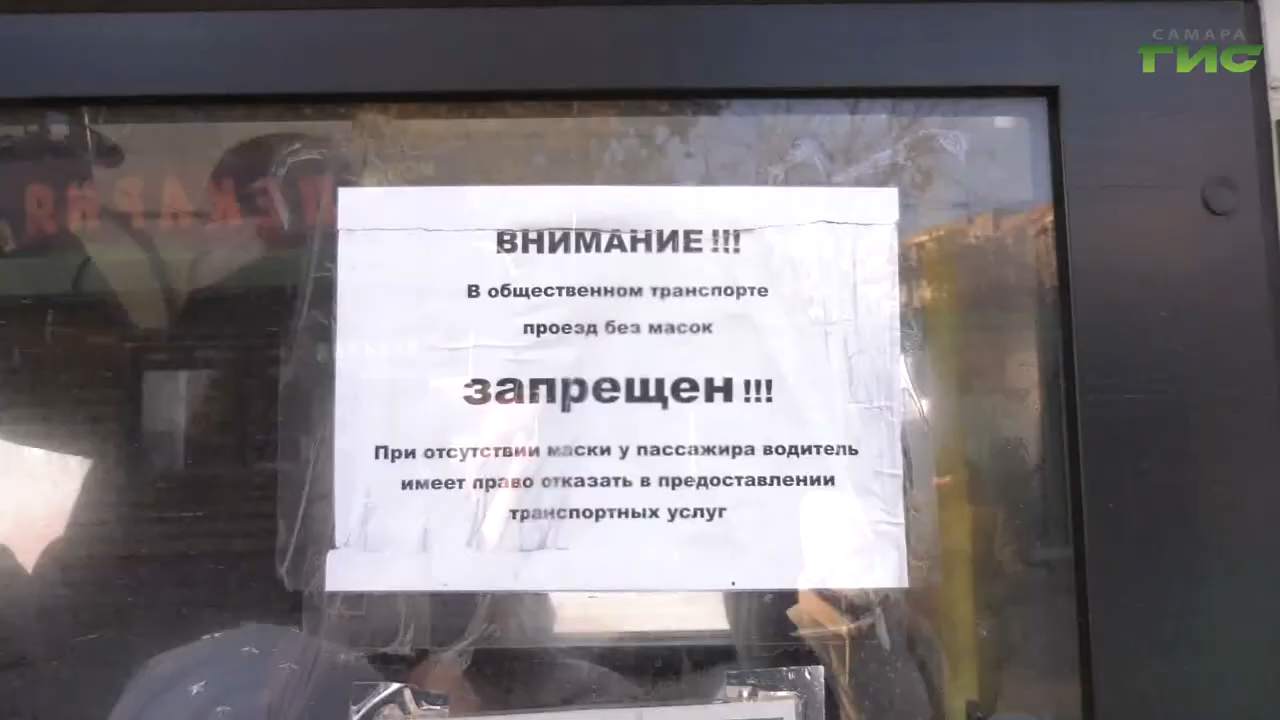 САМАРА
ГИС
ВНИМАНИЕ!!!
В общественном транспорте
проезд без масок
запрещен!!!
При отсутствии маски у пассажира водитель
имеет право отказать в предоставлении
транспортных услуг